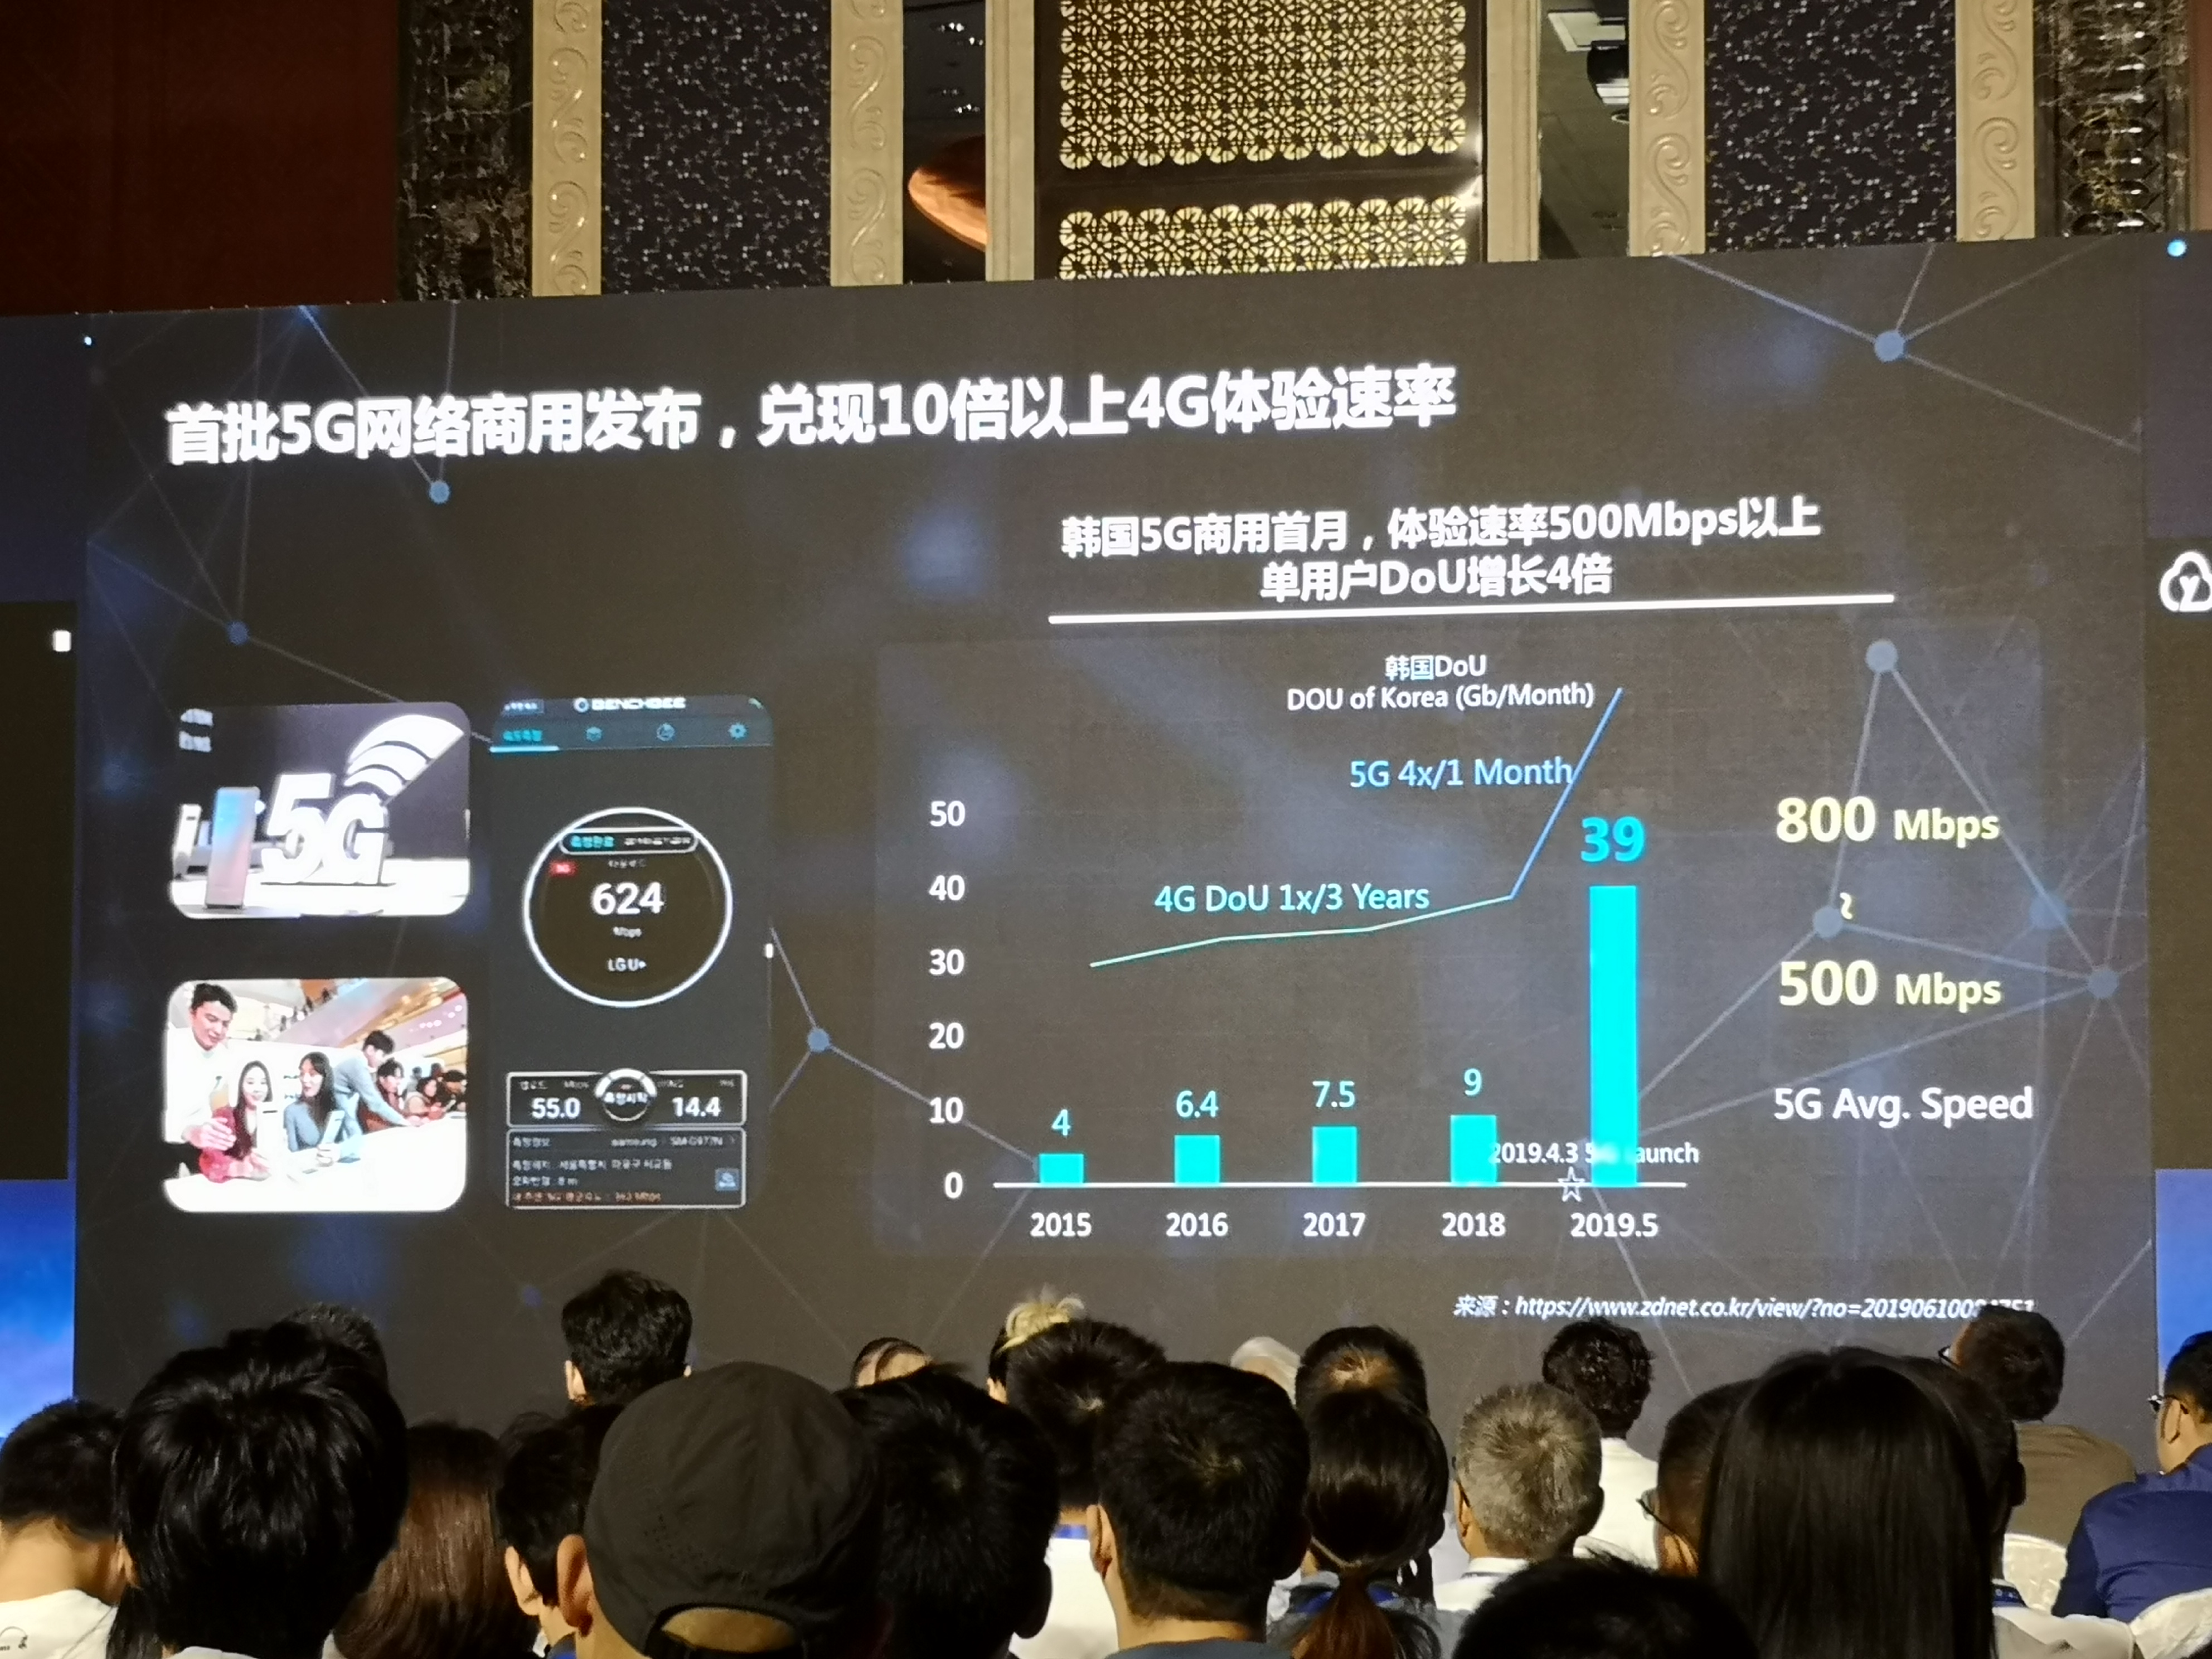 首批5G网络商用发布，兑现10倍以上4G体验速率
韩国5G商用首月，体验速率500Mbps以上
单用户DoU增长4倍
5G
BENCHBEE
624
Mbps
LG U+
55.0
14.4
韩国DoU
DOU of Korea (Gb/Month)
5G 4x/1 Month
4G DoU 1x/3 Years
50
40
30
20
10
0
4
6.4
7.5
9
39
2019.4.3 5G
2015
2016
2017
2018
2019.5
800 Mbps
~
500 Mbps
5G Avg. Speed
来源：https://www.zdnet.co.kr/view/?no=201906100